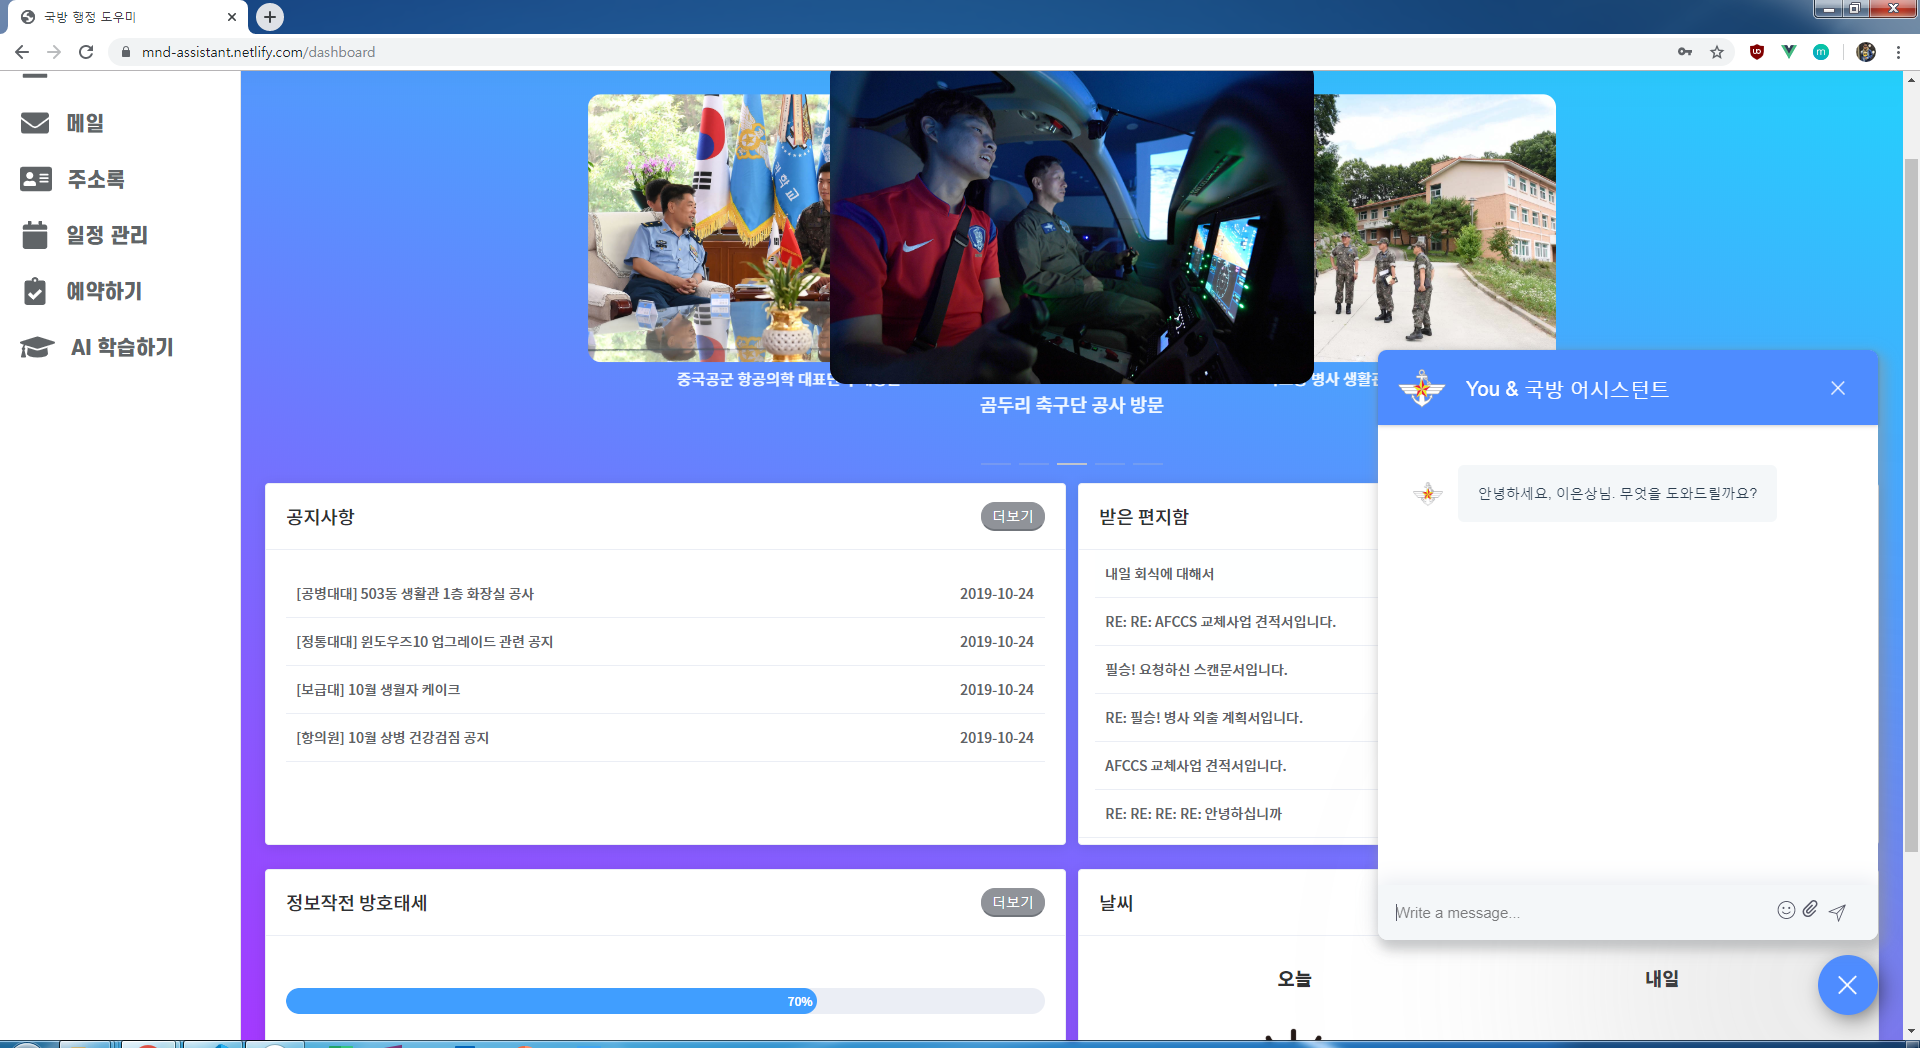 국방 행정 도우미
mnd-assistant.netlify.com/dashboard
메일
주소록
일정 관리
예약하기
AI 학습하기
중국공군 항공의학 대표단
병사 생활관
곰두리 축구단 공사 방문
공지사항
더보기
[공병대대] 503동 생활관 1층 화장실 공사 2019-10-24
[정통대대] 윈도우즈10 업그레이드 관련 공지 2019-10-24
[보급대] 10월 생월자 케이크 2019-10-24
[항의원] 10월 상병 건강검짐 공지 2019-10-24
받은 편지함
내일 회식에 대해서
RE: RE: AFCCS 교체사업 견적서입니다.
필승! 요청하신 스캔문서입니다.
RE: 필승! 병사 외출 계획서입니다.
AFCCS 교체사업 견적서입니다.
RE: RE: RE: RE: 안녕하십니까
정보작전 방호태세
더보기
70%
날씨
오늘
내일
You & 국방 어시스턴트
안녕하세요, 이은상님. 무엇을 도와드릴까요?
Write a message...